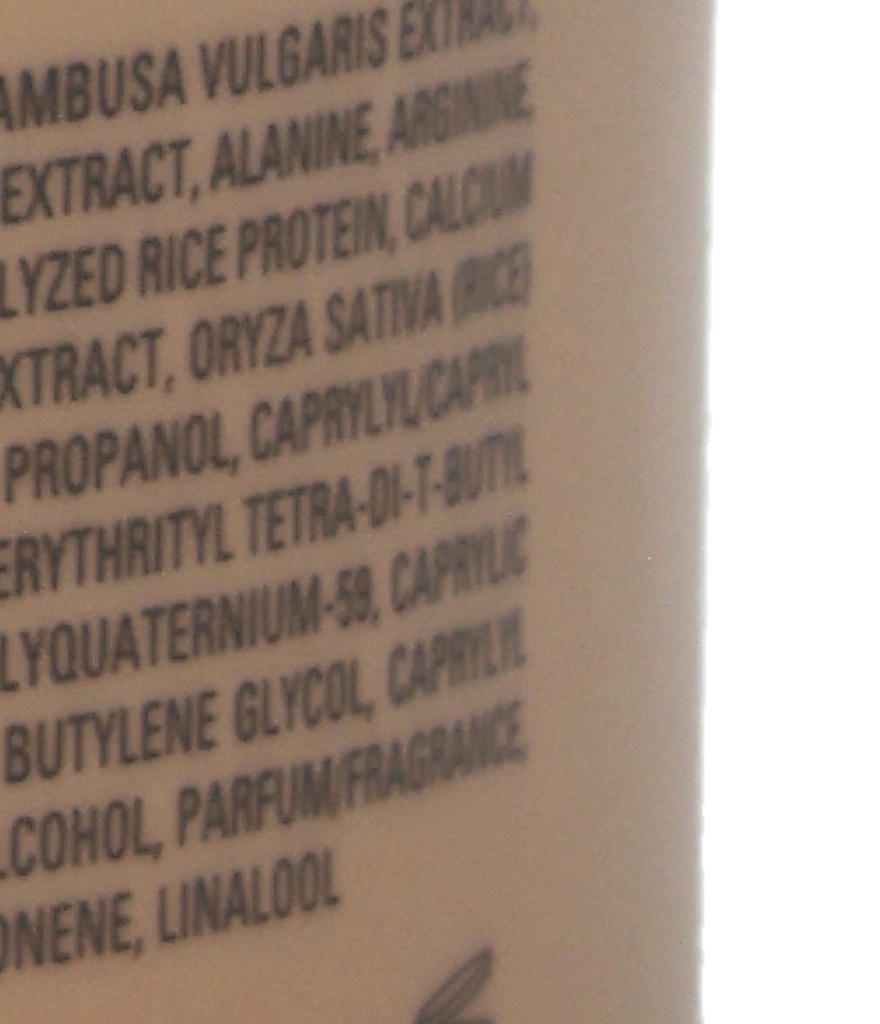 AMBUSA VULGARIS EXTRACT,
EXTRACT, ALANINE, ARGININE
LYZED RICE PROTEIN, CALCIUM
XTRACT, ORYZA SATIVA (RICE)
PROPANOL, CAPRYLYL/CAPRYL
ERYTHRITYL TETRA-DI-T-BUTYL
LYQUATERNIUM-59, CAPRYLIC
BUTYLENE GLYCOL, CAPRYLYL
LCOHOL, PARFUM/FRAGRANCE,
ONENE, LINALOOL